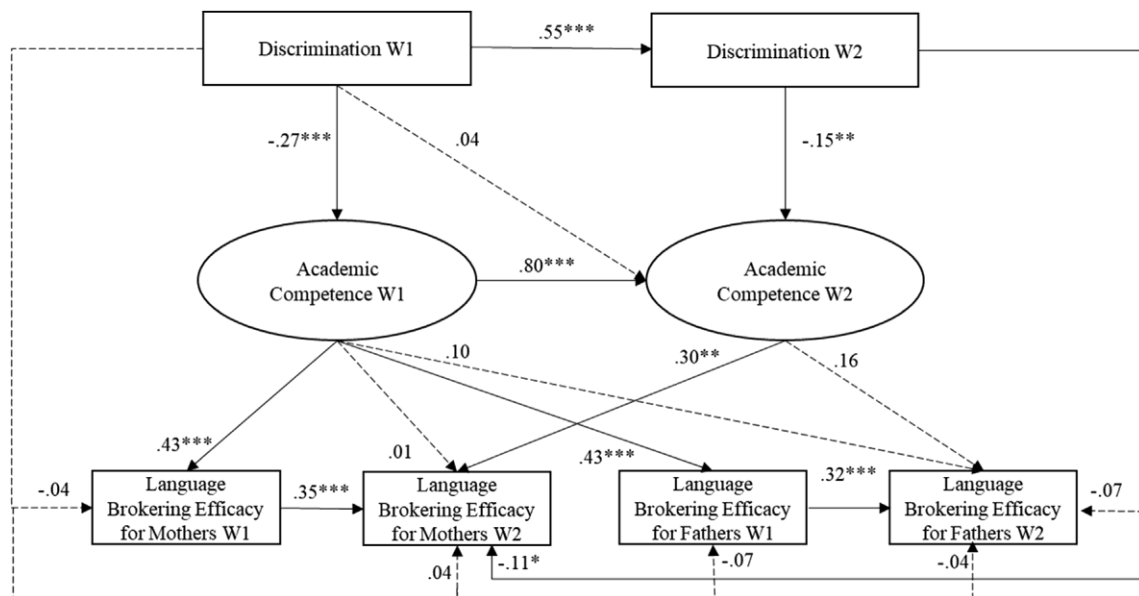 .55***
Discrimination W1
Discrimination W2
-.27***
.04
-.15**
Academic
Competence W1
.80***
Academic
Competence W2
.10
.30**
.16
.43***
.01
.43***
.32***
-.04
Language
Brokering Efficacy
for Mothers W1
.35***
Language
Brokering Efficacy
for Mothers W2
Language
Brokering Efficacy
for Fathers W1
Language
Brokering Efficacy
for Fathers W2
-.07
.04
-.11*
-.07
-.04